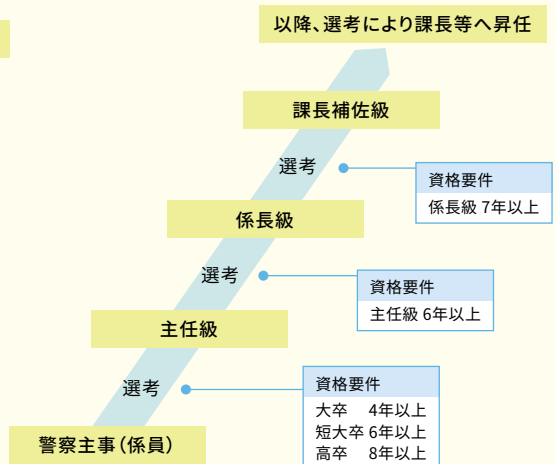 以降、選考により課長等へ昇任
課長補佐級
選考
資格要件
係長級 7年以上
係長級
選考
資格要件
主任級 6年以上
主任級
選考
資格要件
大卒 4年以上
短大卒 6年以上
高卒 8年以上
警察主事（係員）